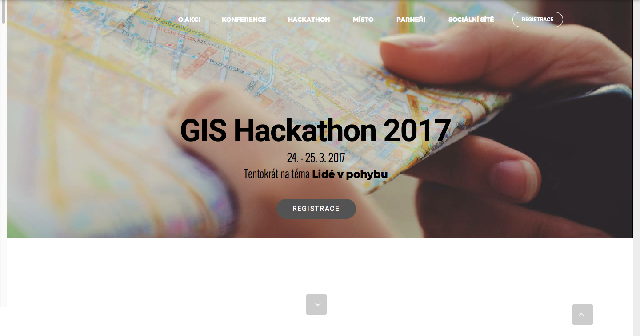 O AKCI KONFERENCE HACKATHON MÍSTO PARNEŘI SOCIÁLNÍ SÍTĚ REGISTRACE
GIS Hackathon 2017
24. - 25. 3. 2017
Tentokrát na téma Lidé v pohybu
REGISTRACE